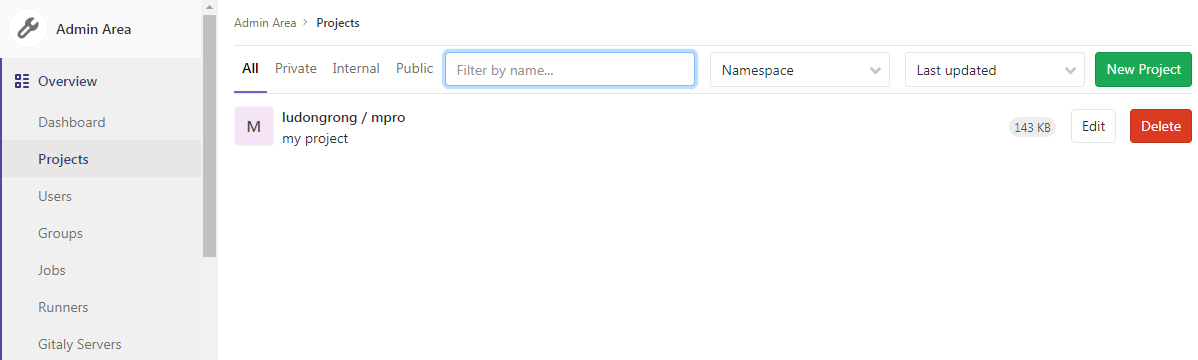 Admin Area
Overview
Dashboard
Projects
Users
Groups
Jobs
Runners
Gitaly Servers
Admin Area > Projects
All Private Internal Public Filter by name... Namespace Last updated New Project
M ludongrong / mpro 143 KB Edit Delete
my project